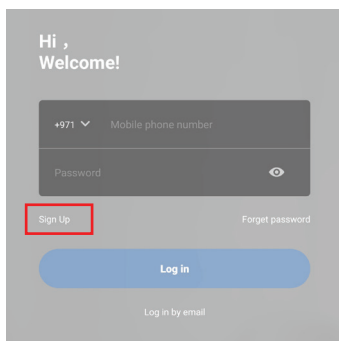 Hi ,
Welcome!
+971 Mobile phone number
Password
Sign Up Forget password
Log in
Log in by email